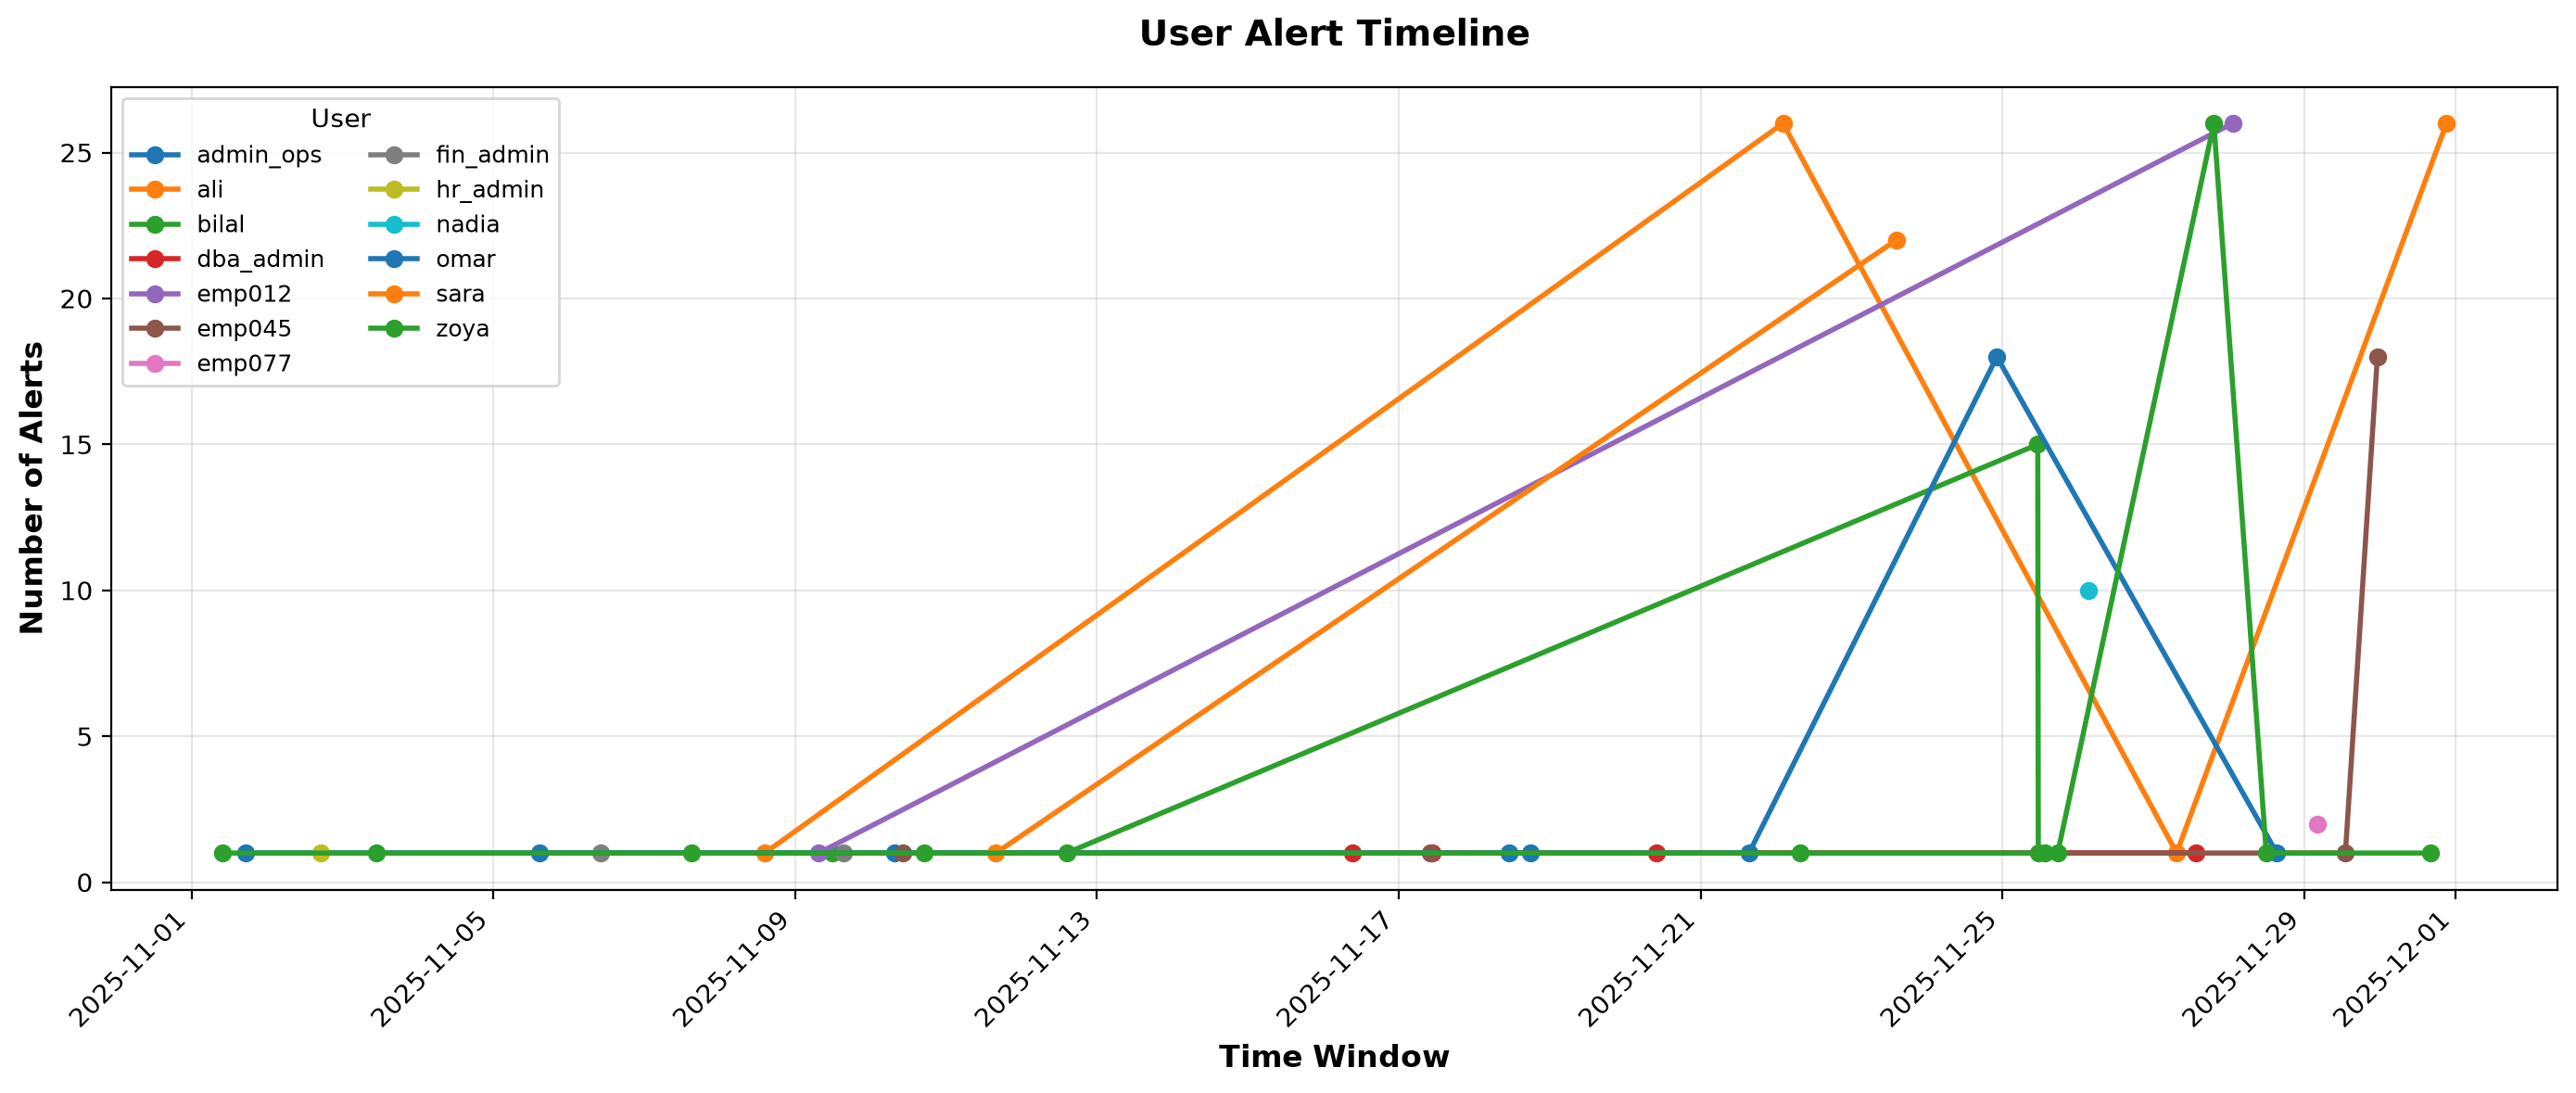 User Alert Timeline
User
admin_ops
ali
bilal
dba_admin
emp012
emp045
emp077
fin_admin
hr_admin
nadia
omar
sara
zoya
Number of Alerts
25
20
15
10
5
0
2025-11-01
2025-11-05
2025-11-09
2025-11-13
2025-11-17
2025-11-21
2025-11-25
2025-11-29
2025-12-01
Time Window